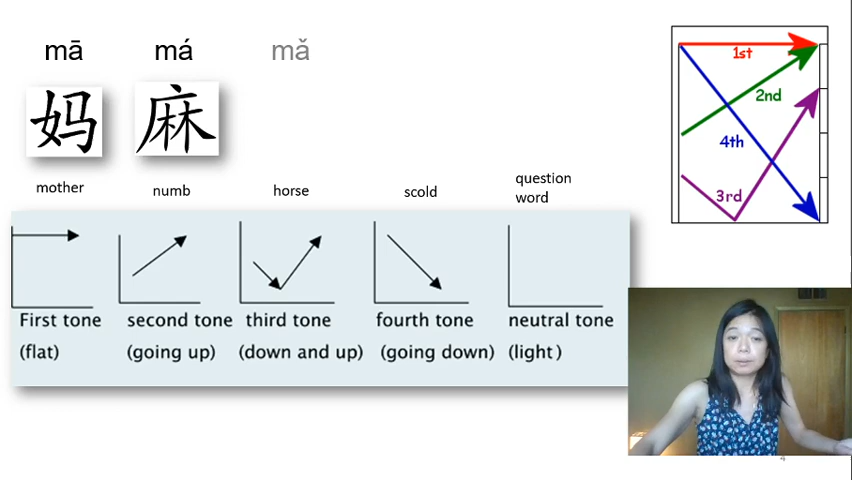 mā má mǎ
妈 麻
mother numb horse scold question word
First tone second tone third tone fourth tone neutral tone
(flat) (going up) (down and up) (going down) (light )
1st
2nd
4th
3rd
4